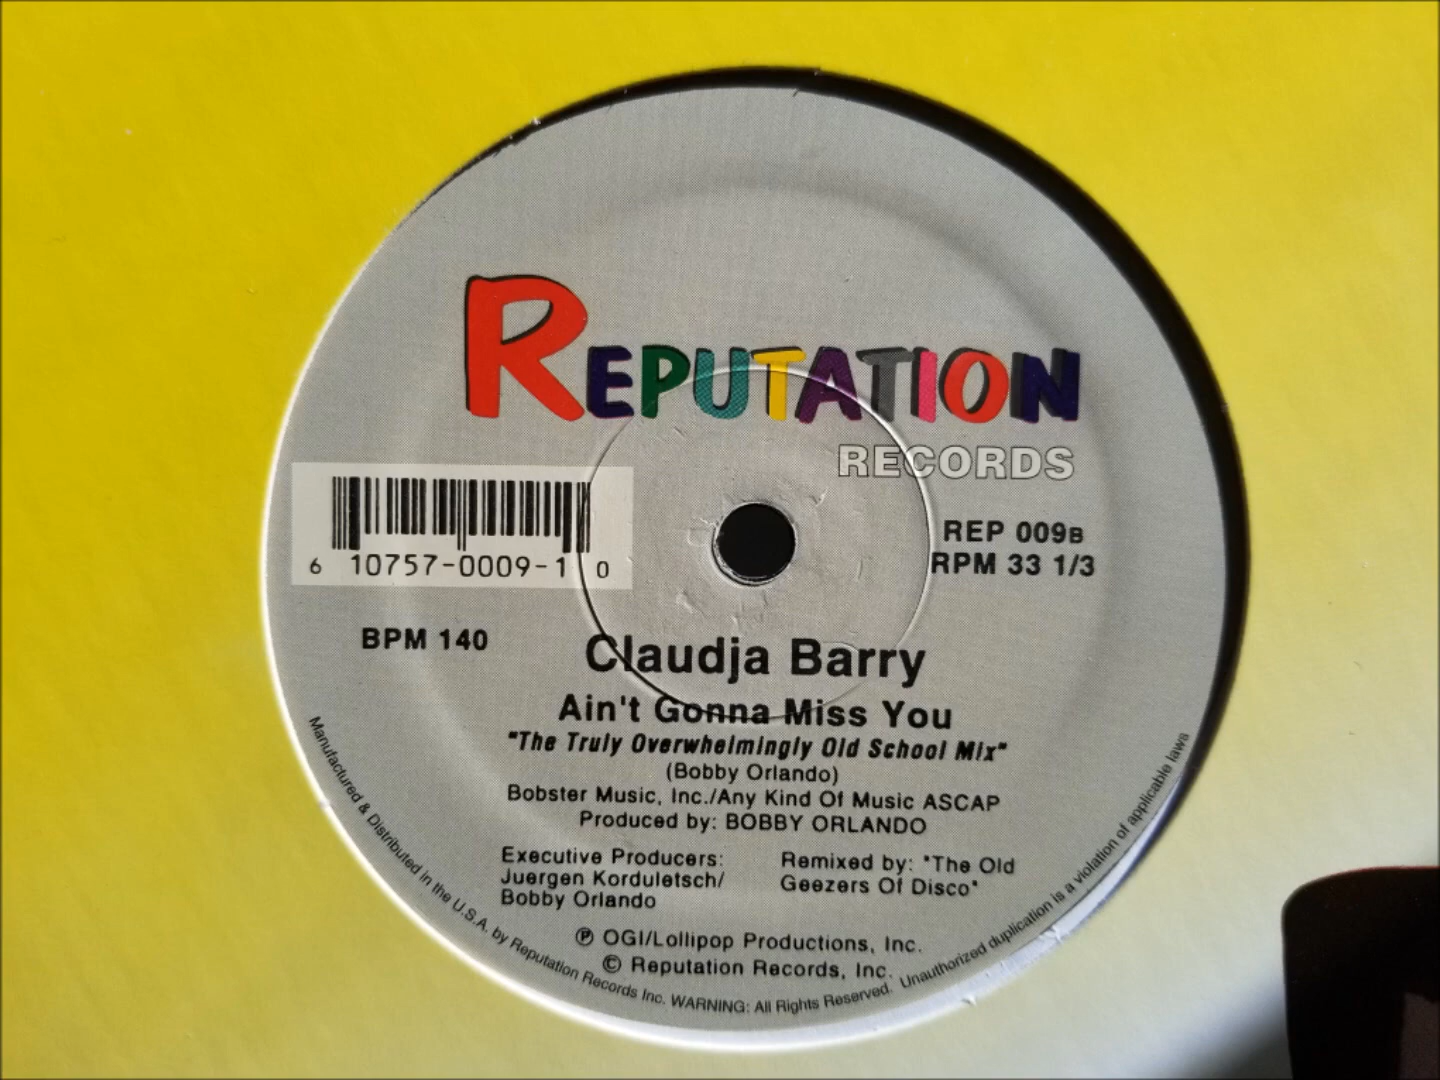 REPUTATION
RECORDS
6 10757-0009-1 0
REP 009B
RPM 33 1/3
BPM 140
Claudja Barry
Ain't Gonna Miss You
"The Truly Overwhelmingly Old School Mix"
(Bobby Orlando)
Bobster Music, Inc./Any Kind Of Music ASCAP
Produced by: BOBBY ORLANDO
Executive Producers:
Juergen Korduletsch/
Bobby Orlando
Remixed by: "The Old
Geezers Of Disco"
℗ OGI/Lollipop Productions, Inc.
© Reputation Records, Inc.
Manufactured & Distributed in the U.S.A. by Reputation Records Inc. WARNING: All Rights Reserved. Unauthorized duplication is a violation of applicable laws